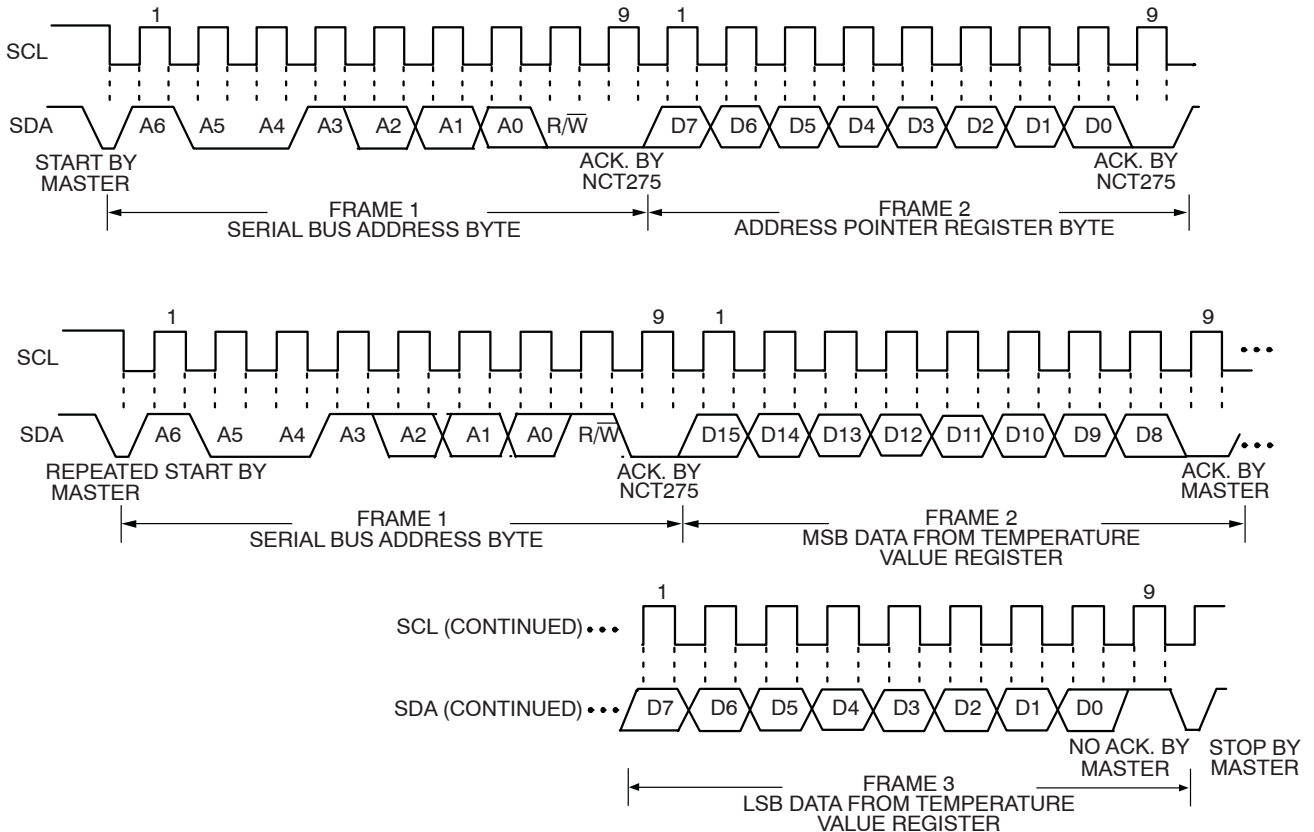 1 9 1 9
SCL
SDA A6 A5 A4 A3 A2 A1 A0 R/W̅ D7 D6 D5 D4 D3 D2 D1 D0
START BY
MASTER
ACK. BY
NCT275
ACK. BY
NCT275
FRAME 1
SERIAL BUS ADDRESS BYTE
FRAME 2
ADDRESS POINTER REGISTER BYTE
1 9 1 9
SCL •••
SDA A6 A5 A4 A3 A2 A1 A0 R/W̅ D15 D14 D13 D12 D11 D10 D9 D8 •••
REPEATED START BY
MASTER
ACK. BY
NCT275
ACK. BY
MASTER
FRAME 1
SERIAL BUS ADDRESS BYTE
FRAME 2
MSB DATA FROM TEMPERATURE
VALUE REGISTER
1 9
SCL (CONTINUED) •••
SDA (CONTINUED) ••• D7 D6 D5 D4 D3 D2 D1 D0
NO ACK. BY
MASTER
STOP BY
MASTER
FRAME 3
LSB DATA FROM TEMPERATURE
VALUE REGISTER